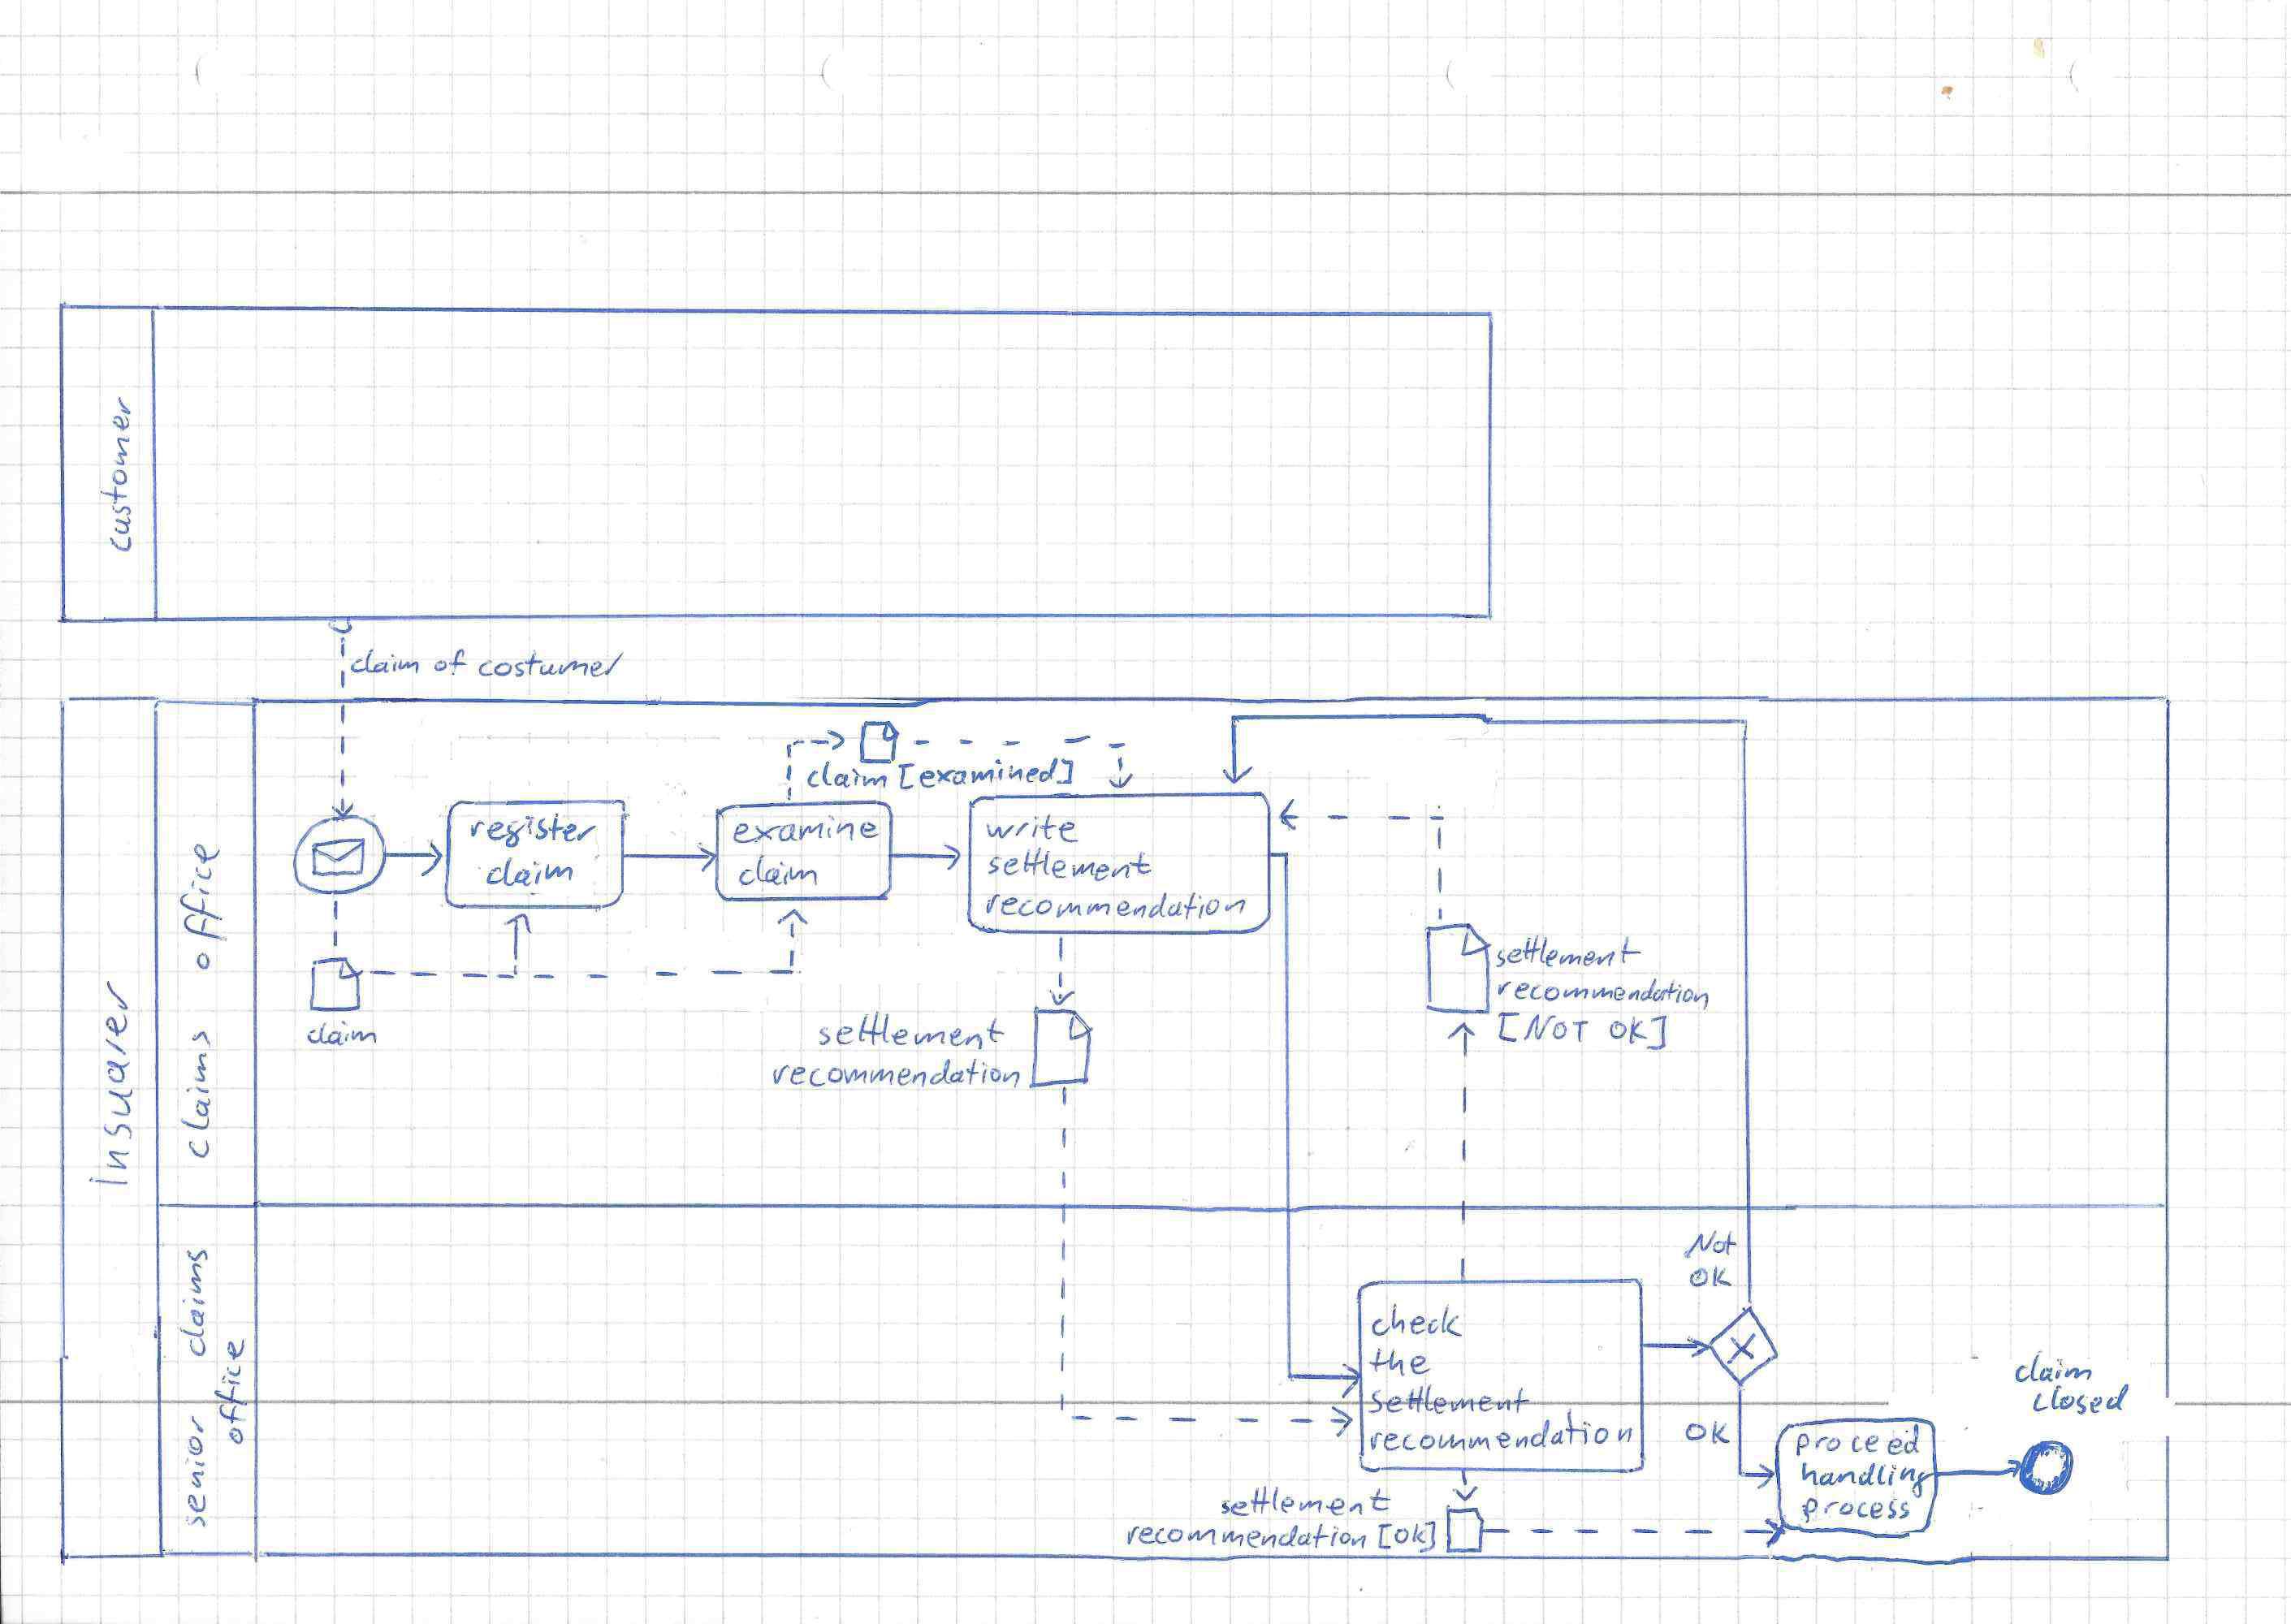 customer
claim of costumer
Insuarer
claims office
senior claims
office
claim [examined]
register
claim
examine
claim
write
settlement
recommendation
claim
settlement
recommendation
settlement
recommendation
[NOT OK]
Not
OK
check
the
settlement
recommendation
OK
claim
closed
proceed
handling
process
settlement
recommendation [ok]